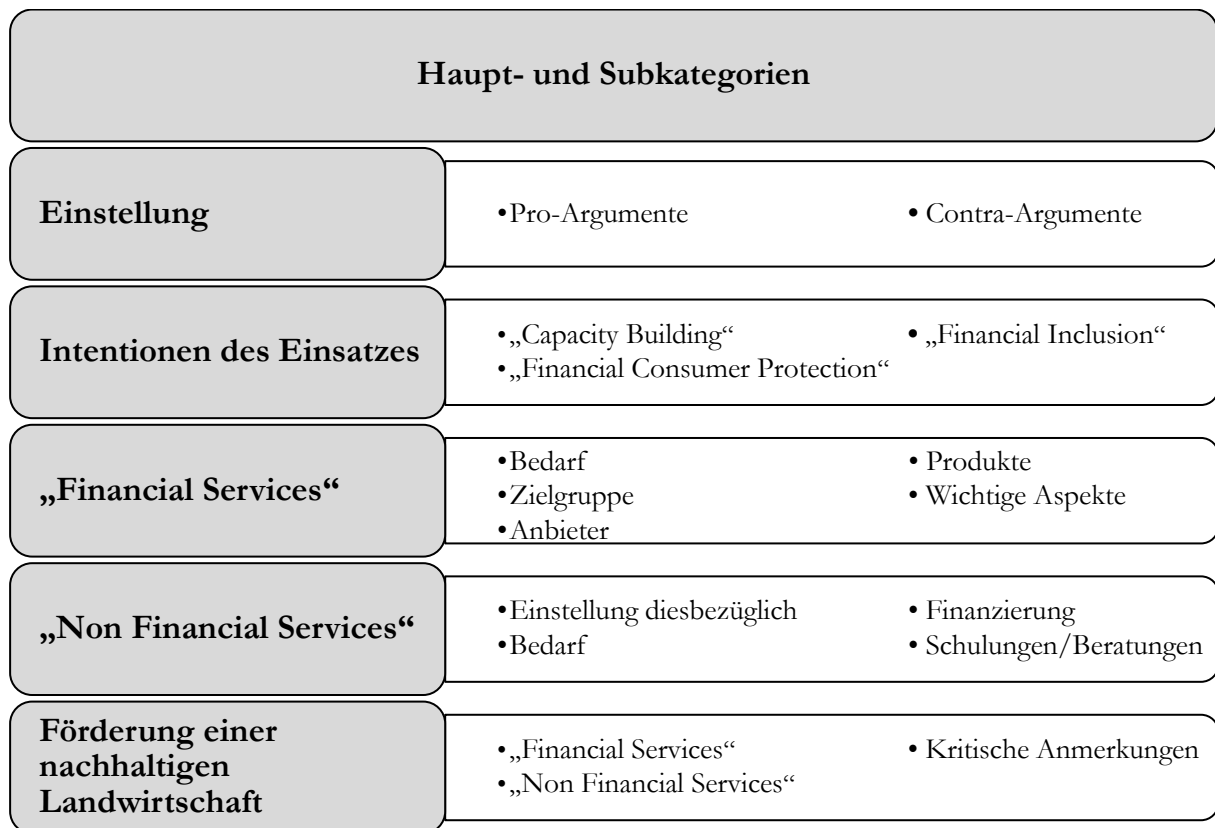 Haupt- und Subkategorien
Einstellung
•Pro-Argumente
• Contra-Argumente
Intentionen des Einsatzes
•„Capacity Building“
•„Financial Consumer Protection“
• „Financial Inclusion“
„Financial Services“
•Bedarf
•Zielgruppe
•Anbieter
• Produkte
• Wichtige Aspekte
„Non Financial Services“
•Einstellung diesbezüglich
•Bedarf
• Finanzierung
• Schulungen/Beratungen
Förderung einer
nachhaltigen
Landwirtschaft
•„Financial Services“
•„Non Financial Services“
• Kritische Anmerkungen